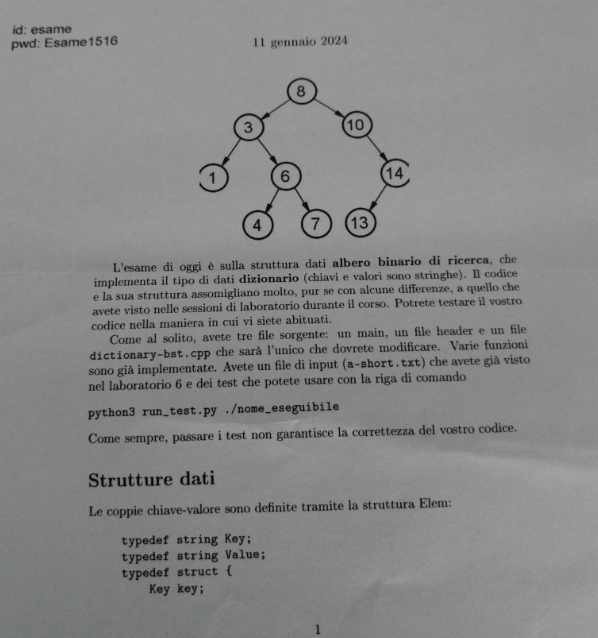 id: esame
pwd: Esame1516
11 gennaio 2024
8
3
10
1
6
14
4
7
13
L'esame di oggi è sulla struttura dati albero binario di ricerca, che
implementa il tipo di dati dizionario (chiavi e valori sono stringhe). Il codice
e la sua struttura assomigliano molto, pur se con alcune differenze, a quello che
avete visto nelle sessioni di laboratorio durante il corso. Potrete testare il vostro
codice nella maniera in cui vi siete abituati.
Come al solito, avete tre file sorgente: un main, un file header e un file
dictionary-bst.cpp che sarà l'unico che dovrete modificare. Varie funzioni
sono già implementate. Avete un file di input (a-short.txt) che avete già visto
nel laboratorio 6 e dei test che potete usare con la riga di comando
python3 run_test.py ./nome_eseguibile
Come sempre, passare i test non garantisce la correttezza del vostro codice.
Strutture dati
Le coppie chiave-valore sono definite tramite la struttura Elem:
typedef string Key;
typedef string Value;
typedef struct {
Key key;
1